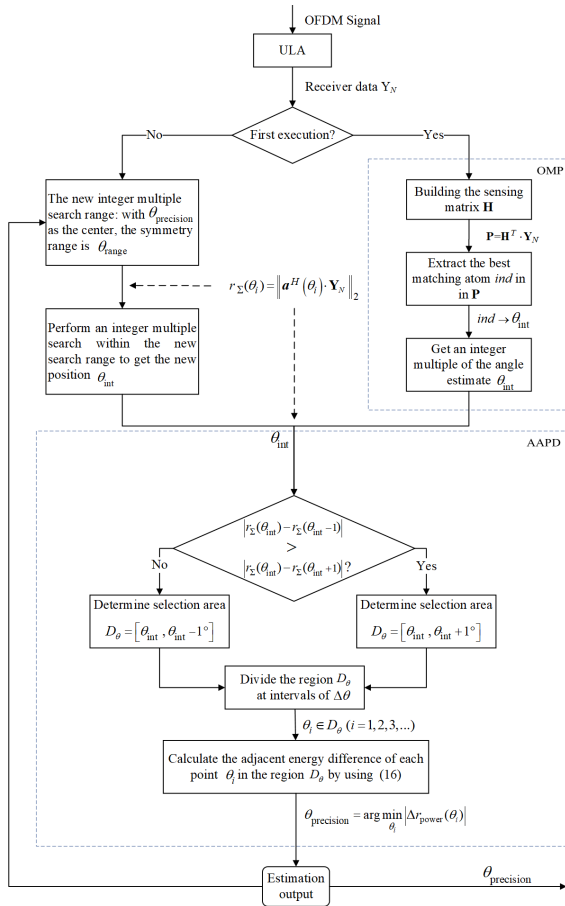 OFDM Signal
ULA
Receiver data Y_N
First execution?
No
Yes
OMP
The new integer multiple
search range: with θ_precision
as the center, the symmetry
range is θ_range
Building the sensing
matrix H
P=H^T · Y_N
Extract the best
matching atom ind in
in P
ind → θ_int
Get an integer
multiple of the angle
estimate θ_int
r_Σ(θ_i) = ‖a^H(θ_i)·Y_N‖_2
Perform an integer multiple
search within the new
search range to get the new
position θ_int
θ_int
AAPD
|r_Σ(θ_int)−r_Σ(θ_int−1)|
>
|r_Σ(θ_int)−r_Σ(θ_int+1)| ?
No
Yes
Determine selection area
D_θ = [θ_int , θ_int −1°]
Determine selection area
D_θ = [θ_int , θ_int +1°]
Divide the region D_θ
at intervals of Δθ
θ_i ∈ D_θ (i = 1,2,3,...)
Calculate the adjacent energy difference of each
point θ_i in the region D_θ by using (16)
θ_precision = arg min_θ_i |Δr_power(θ_i)|
Estimation
output
θ_precision